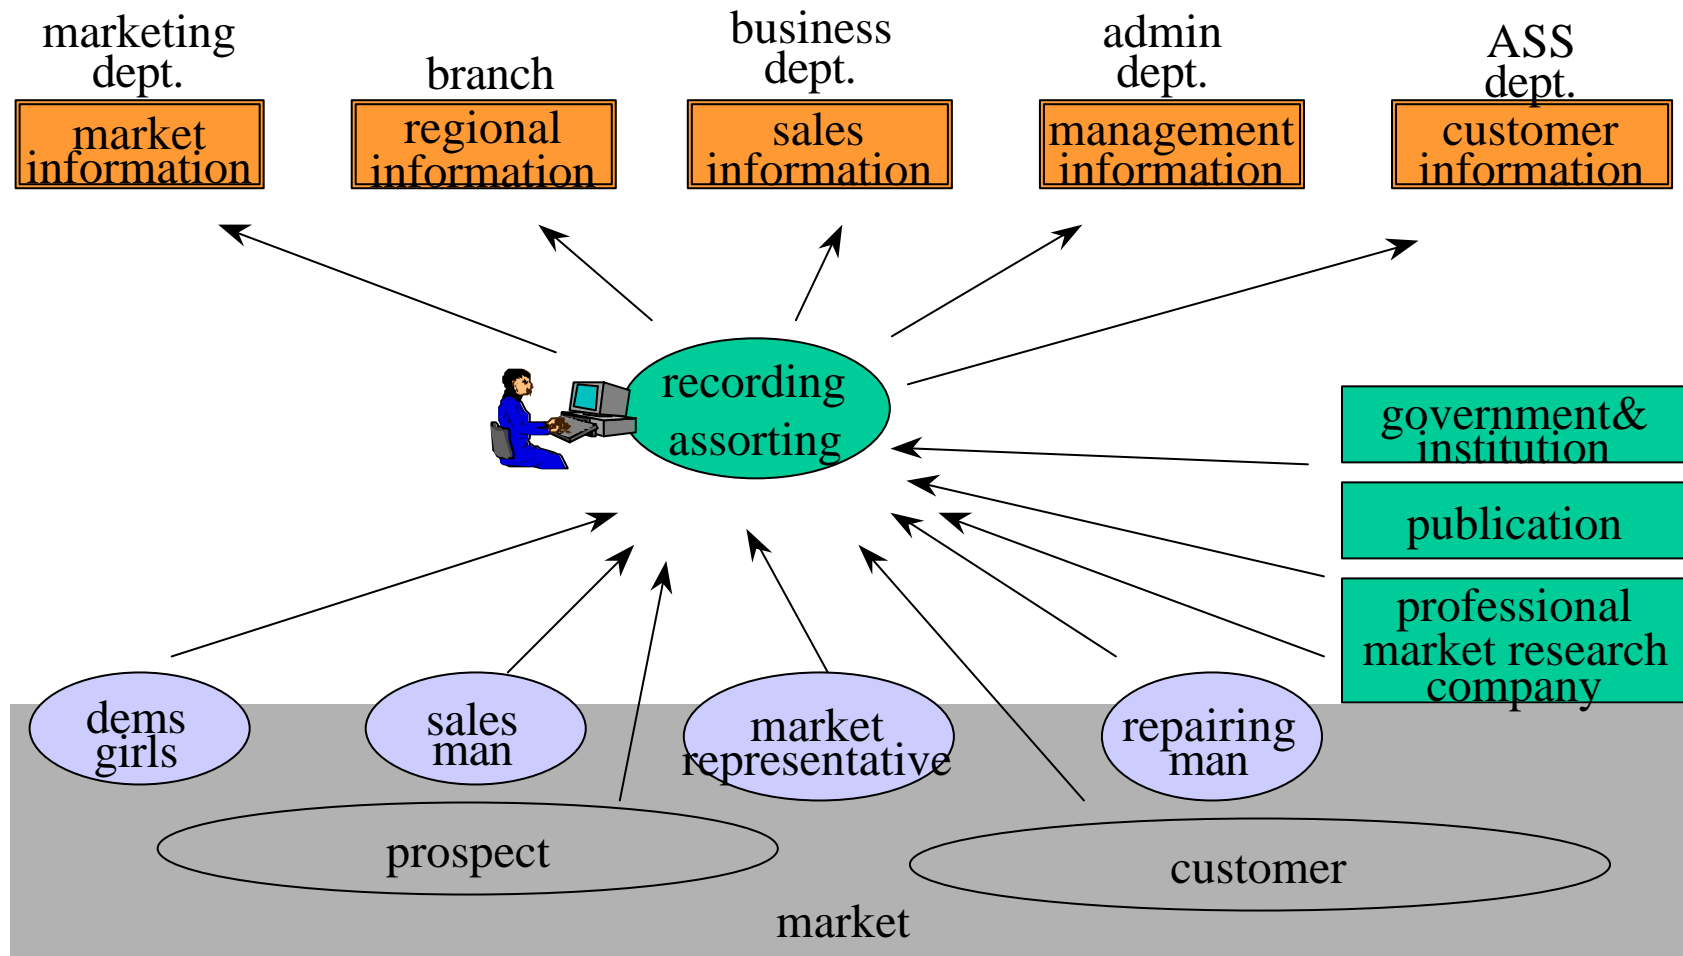 marketing
dept.
branch
business
dept.
admin
dept.
ASS
dept.
market
information
regional
information
sales
information
management
information
customer
information
recording
assorting
government&
institution
publication
professional
market research
company
dems
girls
sales
man
market
representative
repairing
man
prospect
customer
market